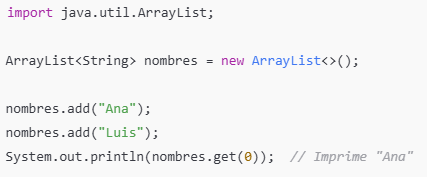 import java.util.ArrayList;
ArrayList<String> nombres = new ArrayList<>();
nombres.add("Ana");
nombres.add("Luis");
System.out.println(nombres.get(0));  // Imprime "Ana"